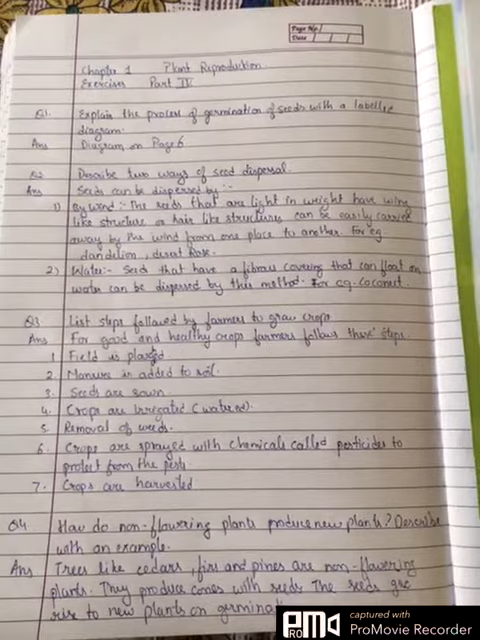 Page No.
Date
Chapter 1 Plant Reproduction
Exercises Part IV
Q1. Explain the process of germination of seeds with a labelled
diagram.
Ans Diagram on Page 6
Q2 Describe two ways of seed dispersal.
Ans Seeds can be dispersed by :-
1) By wind :- The seeds that are light in weight have wing
like structure or hair like structures can be easily carried
away by the wind from one place to another. For eg.
dandelion, desert Rose.
2) Water:- Seed that have a fibrous covering that can float on
water can be dispersed by this method. For eg. coconut.
Q3 List steps followed by farmers to grow crops
Ans For good and healthy crops farmers follow these steps.
1 Field is
2 Manure is added to soil.
3. Seeds are sown.
4. Crops are Irrigated (watered).
5 Removal of weeds.
6. Crops are sprayed with chemicals called pesticides to
protect from the pests
7. Crops are harvested
Q4 How do non-flowering plants produce new plants? Describe
with an example.
Ans Trees like cedars, firs and pines are non-flowering
plants. They produce cones with seeds The seeds give
rise to new plants on
captured with
PRO PM ProMovie Recorder